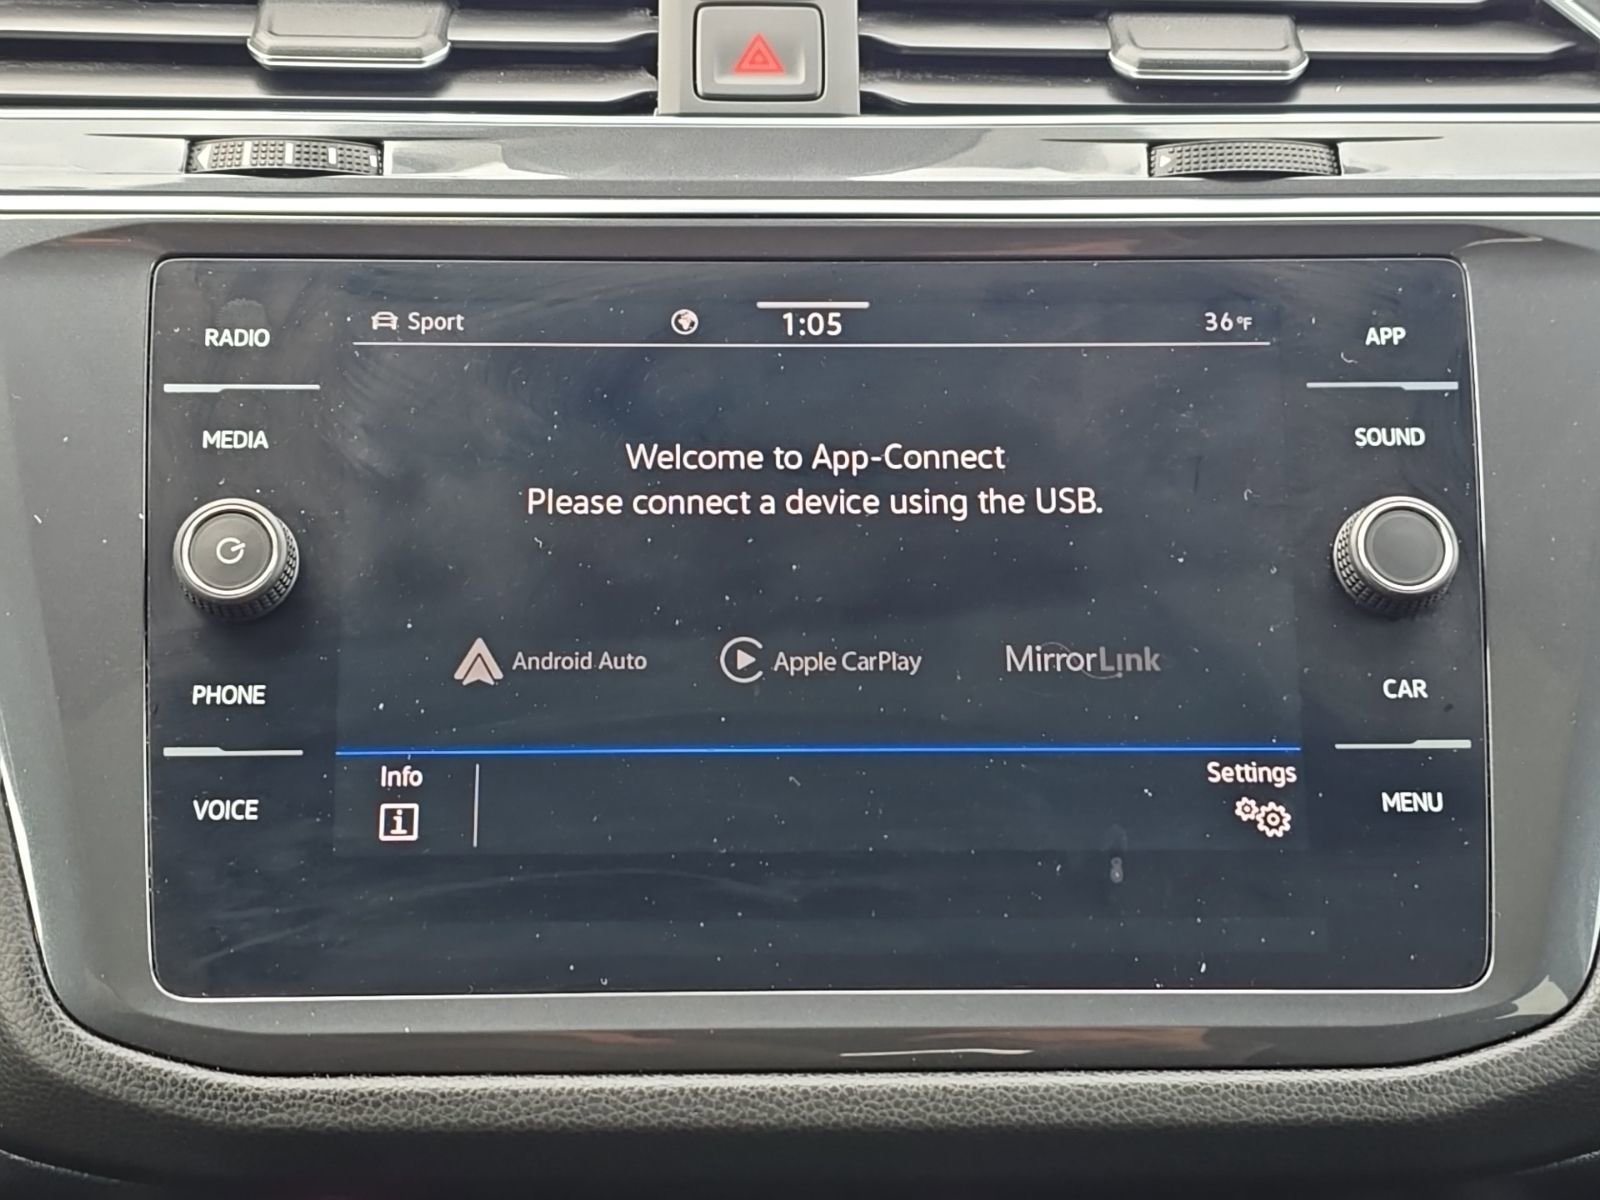 RADIO
MEDIA
PHONE
VOICE
Sport
1:05
36°F
Welcome to App-Connect
Please connect a device using the USB.
Android Auto
Apple CarPlay
MirrorLink
Info
i
Settings
APP
SOUND
CAR
MENU